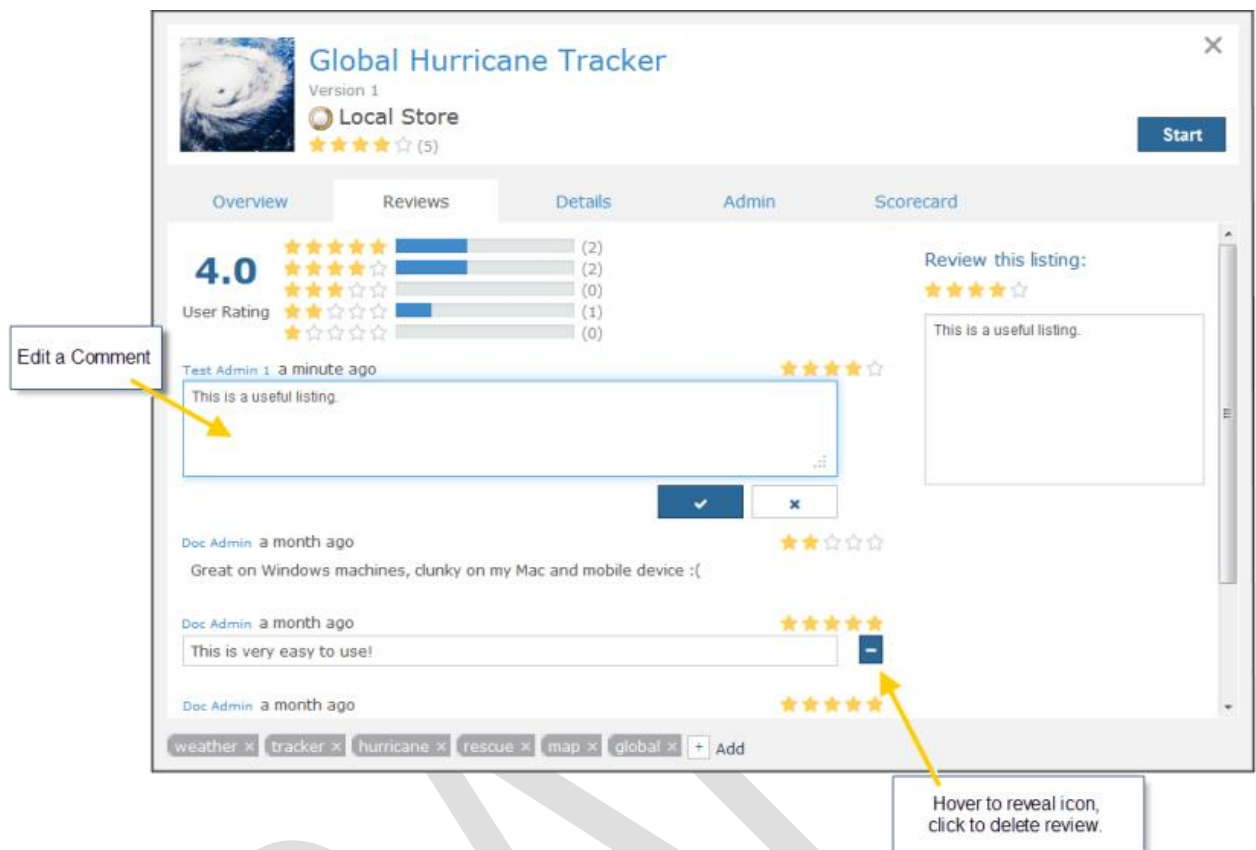 Global Hurricane Tracker
Version 1
Local Store
(5)
Start
Overview Reviews Details Admin Scorecard
4.0
User Rating
(2)
(2)
(0)
(1)
(0)
Review this listing:
This is a useful listing.
Edit a Comment
Test Admin 1 a minute ago
This is a useful listing.
Doc Admin a month ago
Great on Windows machines, clunky on my Mac and mobile device :(
Doc Admin a month ago
This is very easy to use!
Doc Admin a month ago
weather × tracker × hurricane × rescue × map × global × + Add
Hover to reveal icon,
click to delete review.